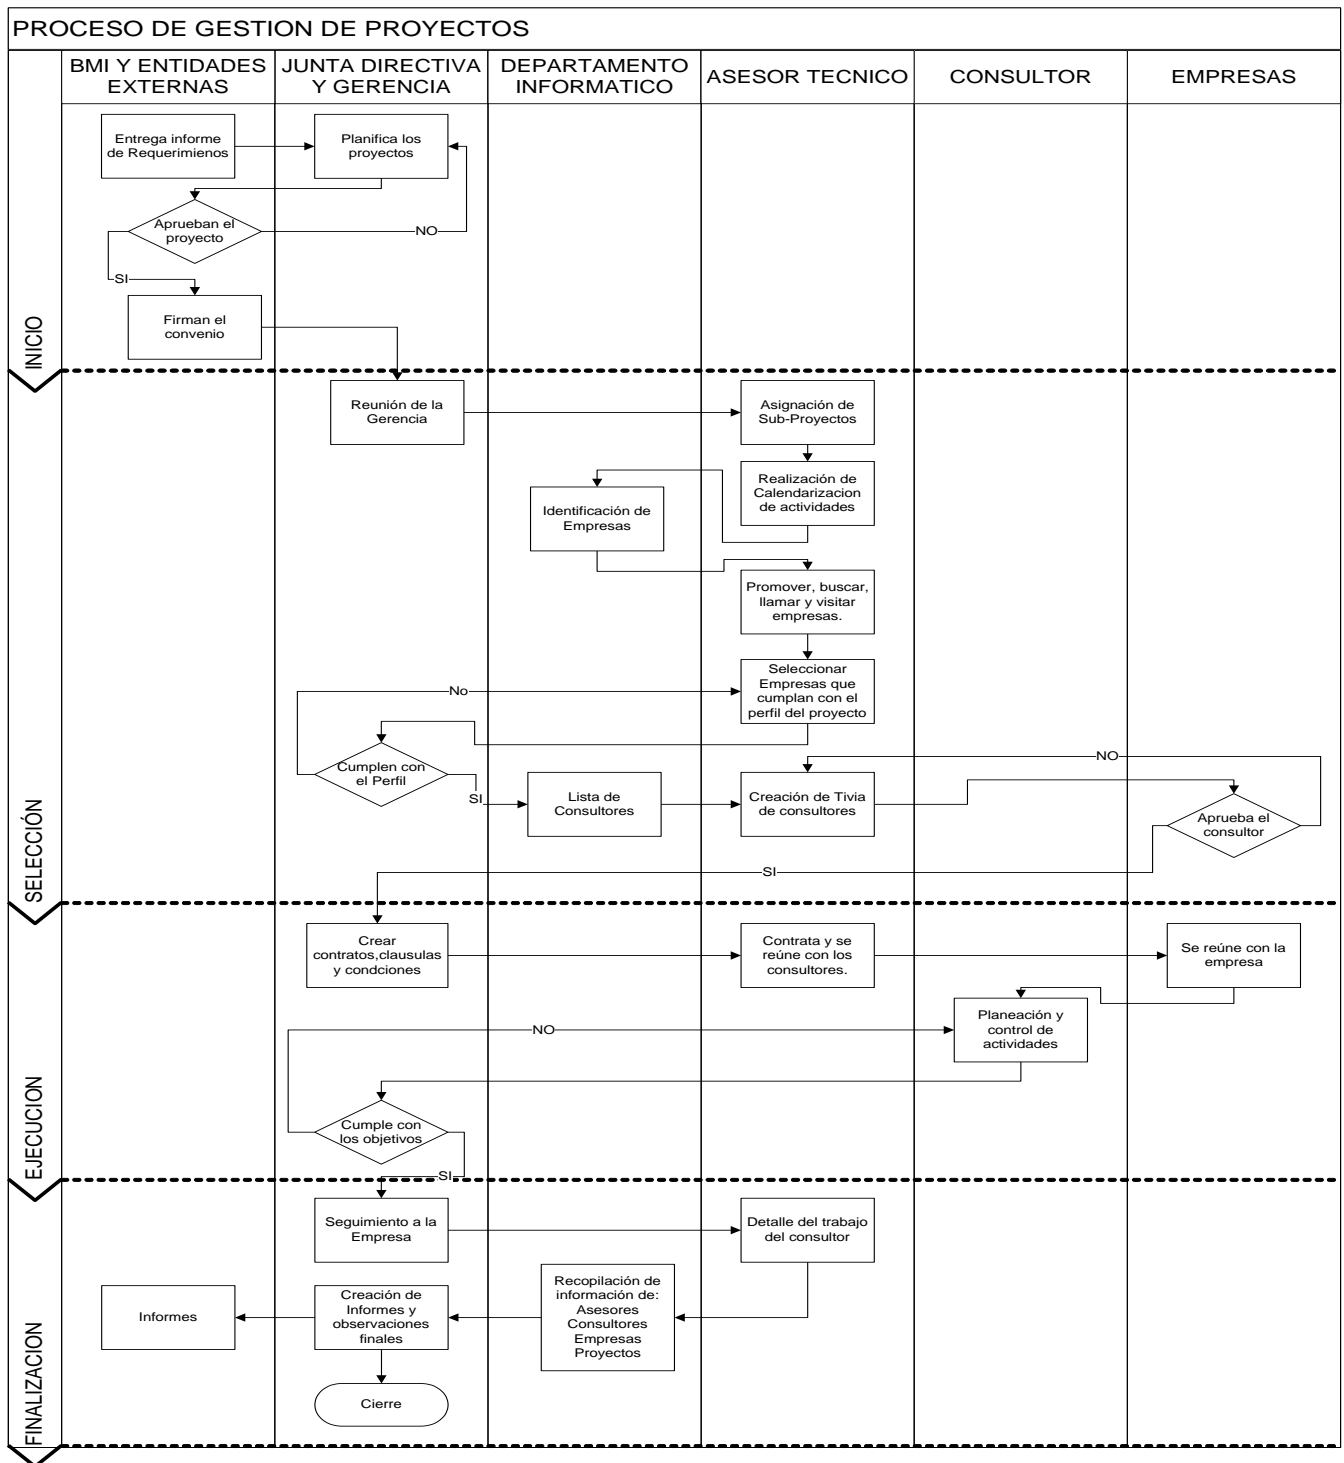 PROCESO DE GESTION DE PROYECTOS
BMI Y ENTIDADES
EXTERNAS
JUNTA DIRECTIVA
Y GERENCIA
DEPARTAMENTO
INFORMATICO
ASESOR TECNICO
CONSULTOR
EMPRESAS
INICIO
Entrega informe
de Requerimienos
Planifica los
proyectos
Aprueban el
proyecto
NO
SI
Firman el
convenio
SELECCIÓN
Reunión de la
Gerencia
Asignación de
Sub-Proyectos
Realización de
Calendarizacion
de actividades
Identificación de
Empresas
Promover, buscar,
llamar y visitar
empresas.
Seleccionar
Empresas que
cumplan con el
perfil del proyecto
No
Cumplen con
el Perfil
SI
Lista de
Consultores
Creación de Tivia
de consultores
NO
Aprueba el
consultor
SI
EJECUCION
Crear
contratos,clausulas
y condciones
Contrata y se
reúne con los
consultores.
Se reúne con la
empresa
Planeación y
control de
actividades
NO
Cumple con
los objetivos
SI
FINALIZACION
Seguimiento a la
Empresa
Detalle del trabajo
del consultor
Recopilación de
información de:
Asesores
Consultores
Empresas
Proyectos
Creación de
Informes y
observaciones
finales
Informes
Cierre